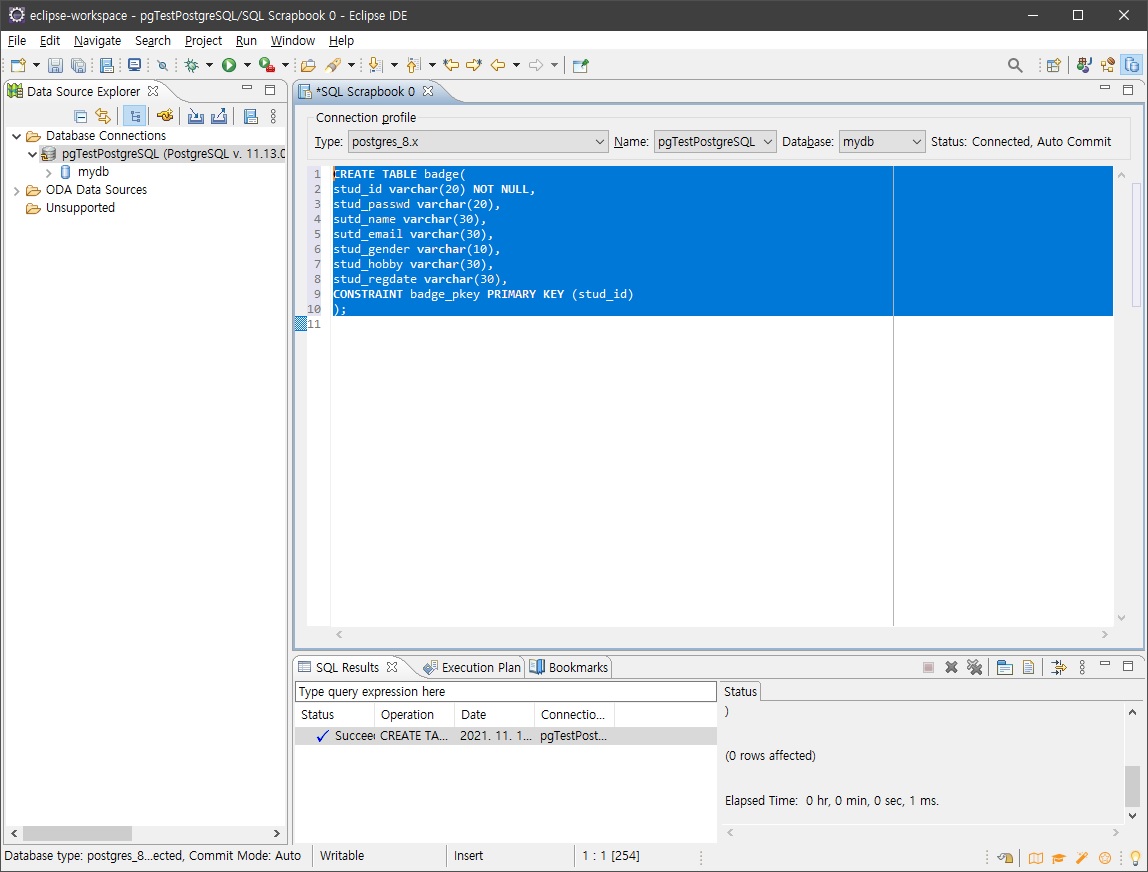 eclipse-workspace - pgTestPostgreSQL/SQL Scrapbook 0 - Eclipse IDE
File Edit Navigate Search Project Run Window Help
Data Source Explorer
Database Connections
pgTestPostgreSQL (PostgreSQL v. 11.13.0
mydb
ODA Data Sources
Unsupported
*SQL Scrapbook 0
Connection profile
Type: postgres_8.x Name: pgTestPostgreSQL Database: mydb Status: Connected, Auto Commit
1 CREATE TABLE badge(
2 stud_id varchar(20) NOT NULL,
3 stud_passwd varchar(20),
4 sutd_name varchar(30),
5 sutd_email varchar(30),
6 stud_gender varchar(10),
7 stud_hobby varchar(30),
8 stud_regdate varchar(30),
9 CONSTRAINT badge_pkey PRIMARY KEY (stud_id)
10 );
11
SQL Results Execution Plan Bookmarks
Type query expression here
Status Operation Date Connectio...
Succee CREATE TA... 2021. 11. 1... pgTestPost...
Status
)
(0 rows affected)
Elapsed Time: 0 hr, 0 min, 0 sec, 1 ms.
Database type: postgres_8...ected, Commit Mode: Auto Writable Insert 1 : 1 [254]